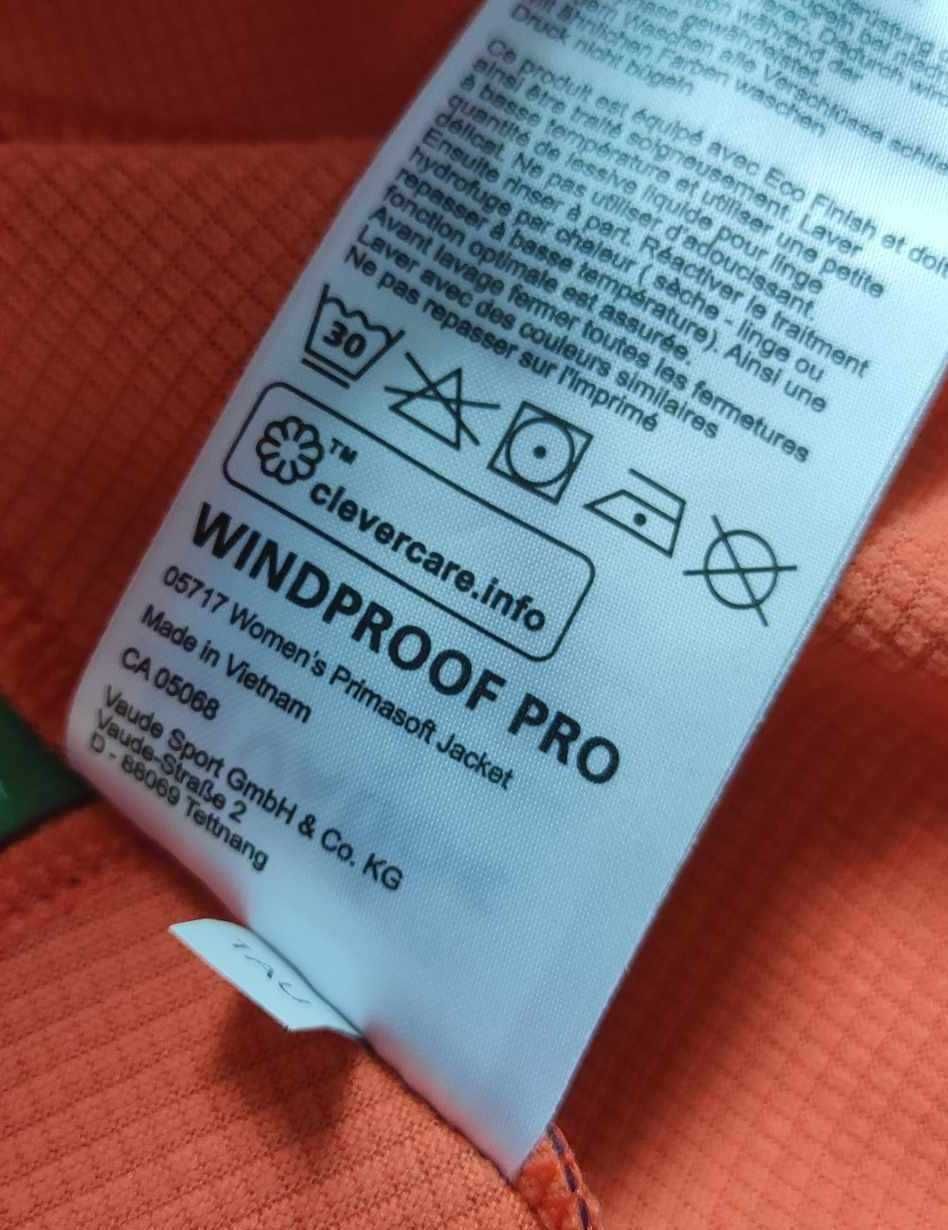 Druck nicht bügeln
Ce produit est équipé avec Eco Finish et doit
ainsi être traité soigneusement. Laver
à basse température et utiliser une petite
quantité de lessive liquide pour linge
délicat. Ne pas utiliser d'adoucissant.
Ensuite rinser à part. Réactiver le traitment
hydrofuge par chaleur ( sèche - linge ou
repasser à basse température). Ainsi une
fonction optimale est assurée.
Avant lavage fermer toutes les fermetures
Laver avec des couleurs similaires
Ne pas repasser sur l'imprimé
30
TM
clevercare.info
WINDPROOF PRO
05717 Women's Primasoft Jacket
Made in Vietnam
CA 05068
Vaude Sport GmbH & Co. KG
Vaude-Straße 2
D - 88069 Tettnang